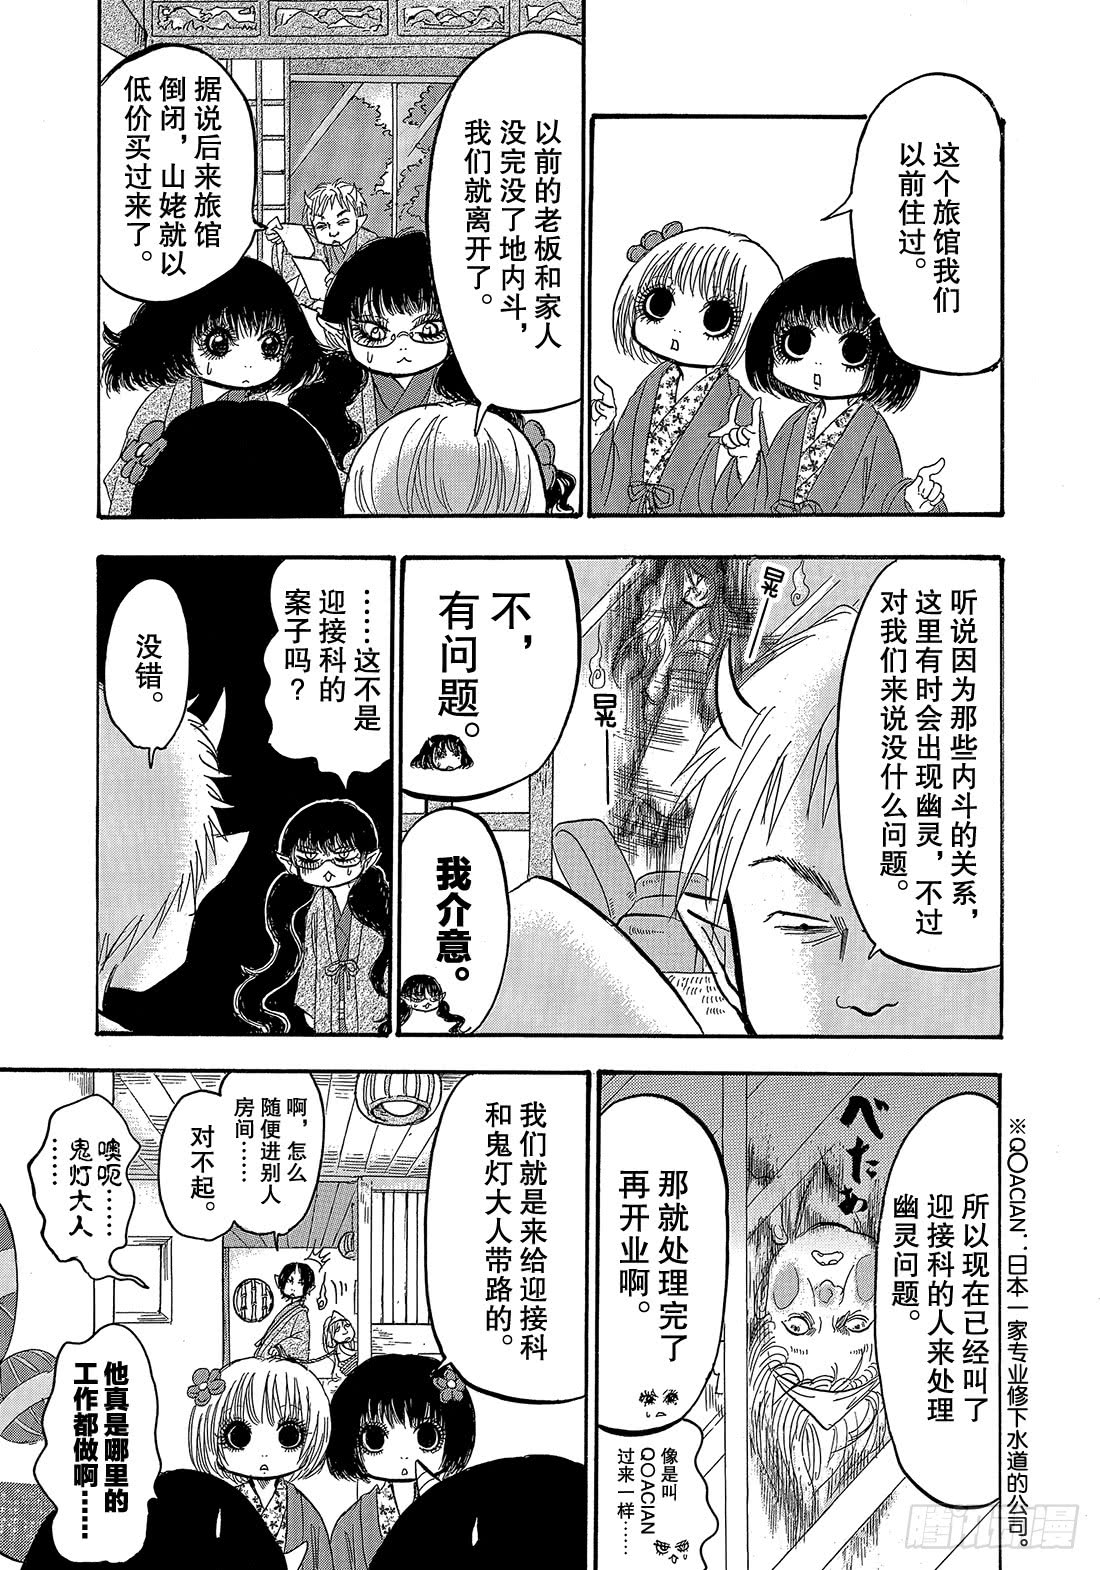 这个旅馆我们
以前住过。
以前的老板和家人
没完没了地内斗，
我们就离开了。
据说后来旅馆
倒闭，山姥就以
低价买过来了。
听说因为那些内斗的关系，
这里有时会出现幽灵，不过
对我们来说没什么问题。
晃
晃
不，
有问题。
我介意。
……这不是
迎接科的
案子吗？
没错。
※QOACIAN：日本一家专业修下水道的公司。
所以现在已经叫了
迎接科的人来处理
幽灵问题。
べたぁ
那就处理完了
再开业啊。
像是叫
QOACIAN
过来一样……
我们就是来给迎接科
和鬼灯大人带路的。
啊，怎么
随便进别人
房间……
对不起。
噢呃……
鬼灯大人
……
他真是哪里的
工作都做啊……
腾讯动漫